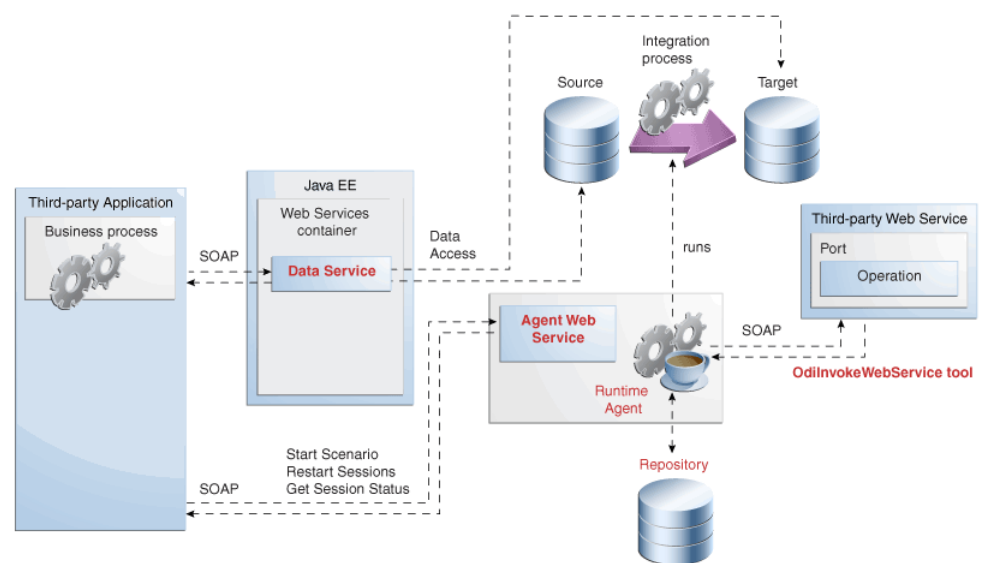 Integration
process
Source
Target
Java EE
Third-party Application
Web Services
container
Third-party Web Service
Business process
Data
Access
Port
SOAP
runs
Data Service
Operation
Agent Web
Service
SOAP
OdiInvokeWebService tool
Runtime
Agent
Start Scenario
Restart Sessions
Get Session Status
SOAP
Repository